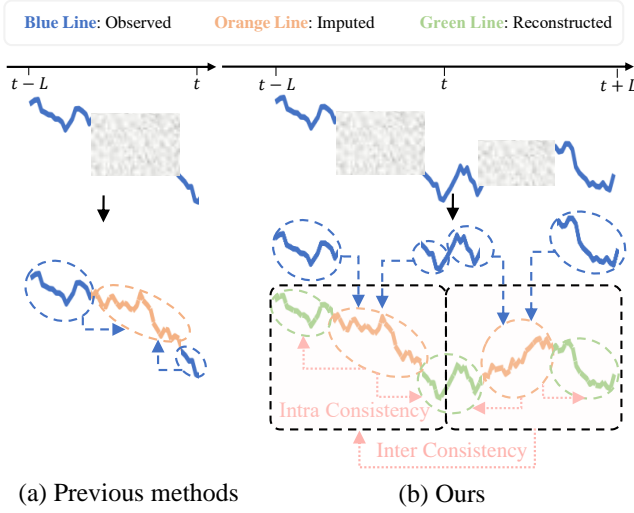 Blue Line: Observed Orange Line: Imputed Green Line: Reconstructed
t − L t t − L t t + L
Intra Consistency
Inter Consistency
(a) Previous methods (b) Ours